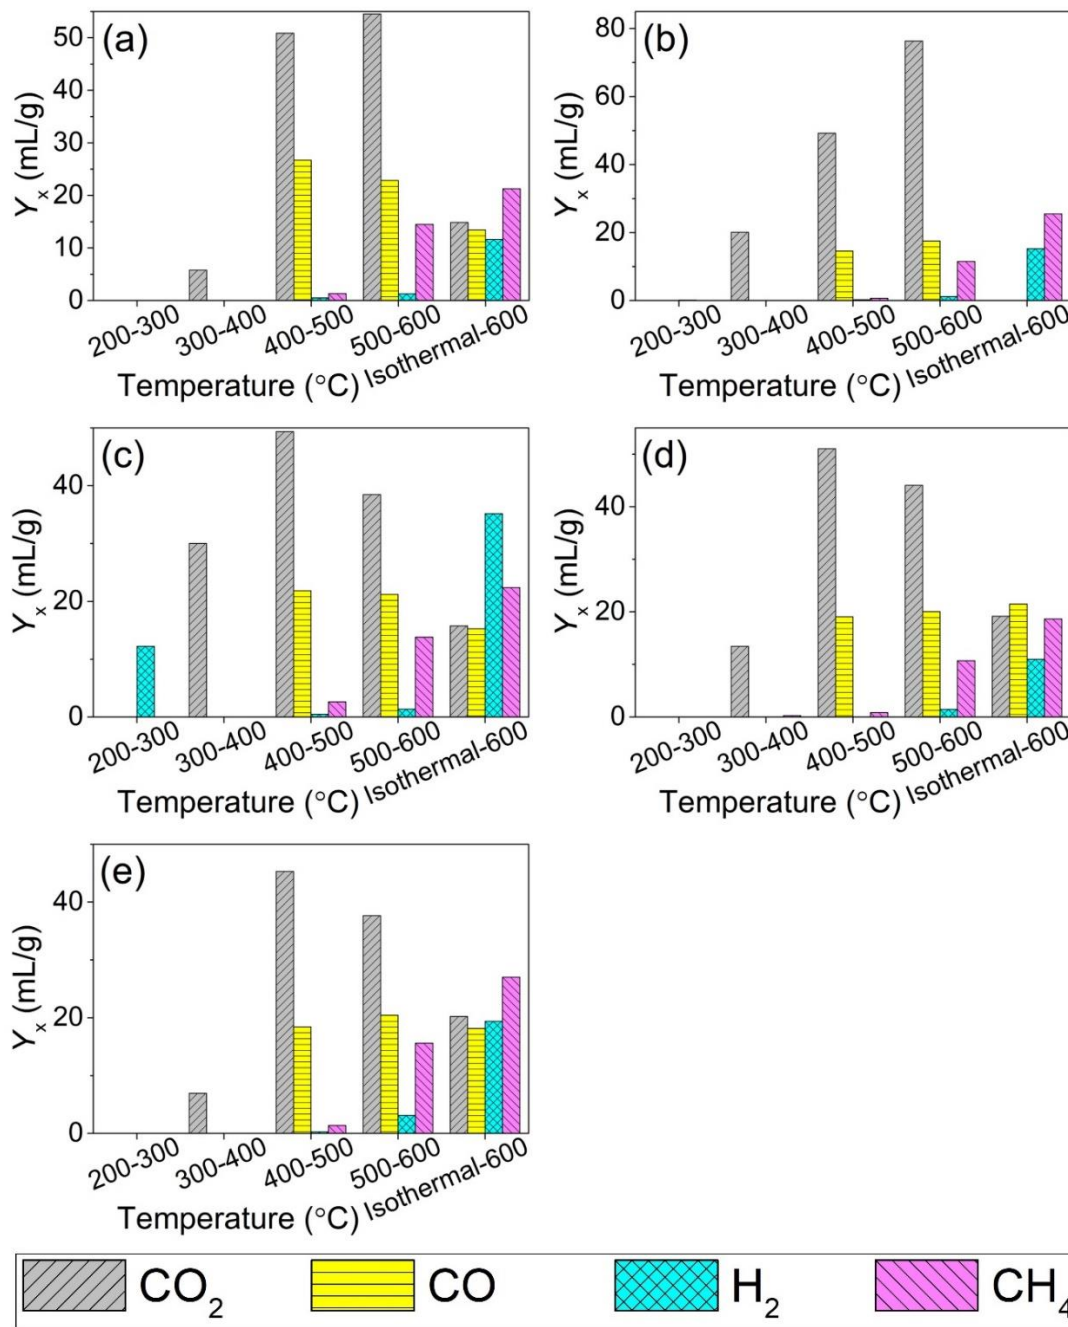 (a)
50
40
30
20
10
0
Yx (mL/g)
200-300
300-400
400-500
500-600
Isothermal-600
Temperature (°C)
(b)
80
60
40
20
0
Yx (mL/g)
200-300
300-400
400-500
500-600
Isothermal-600
Temperature (°C)
(c)
40
20
0
Yx (mL/g)
200-300
300-400
400-500
500-600
Isothermal-600
Temperature (°C)
(d)
40
20
0
Yx (mL/g)
200-300
300-400
400-500
500-600
Isothermal-600
Temperature (°C)
(e)
40
20
0
Yx (mL/g)
200-300
300-400
400-500
500-600
Isothermal-600
Temperature (°C)
CO₂ CO H₂ CH₄